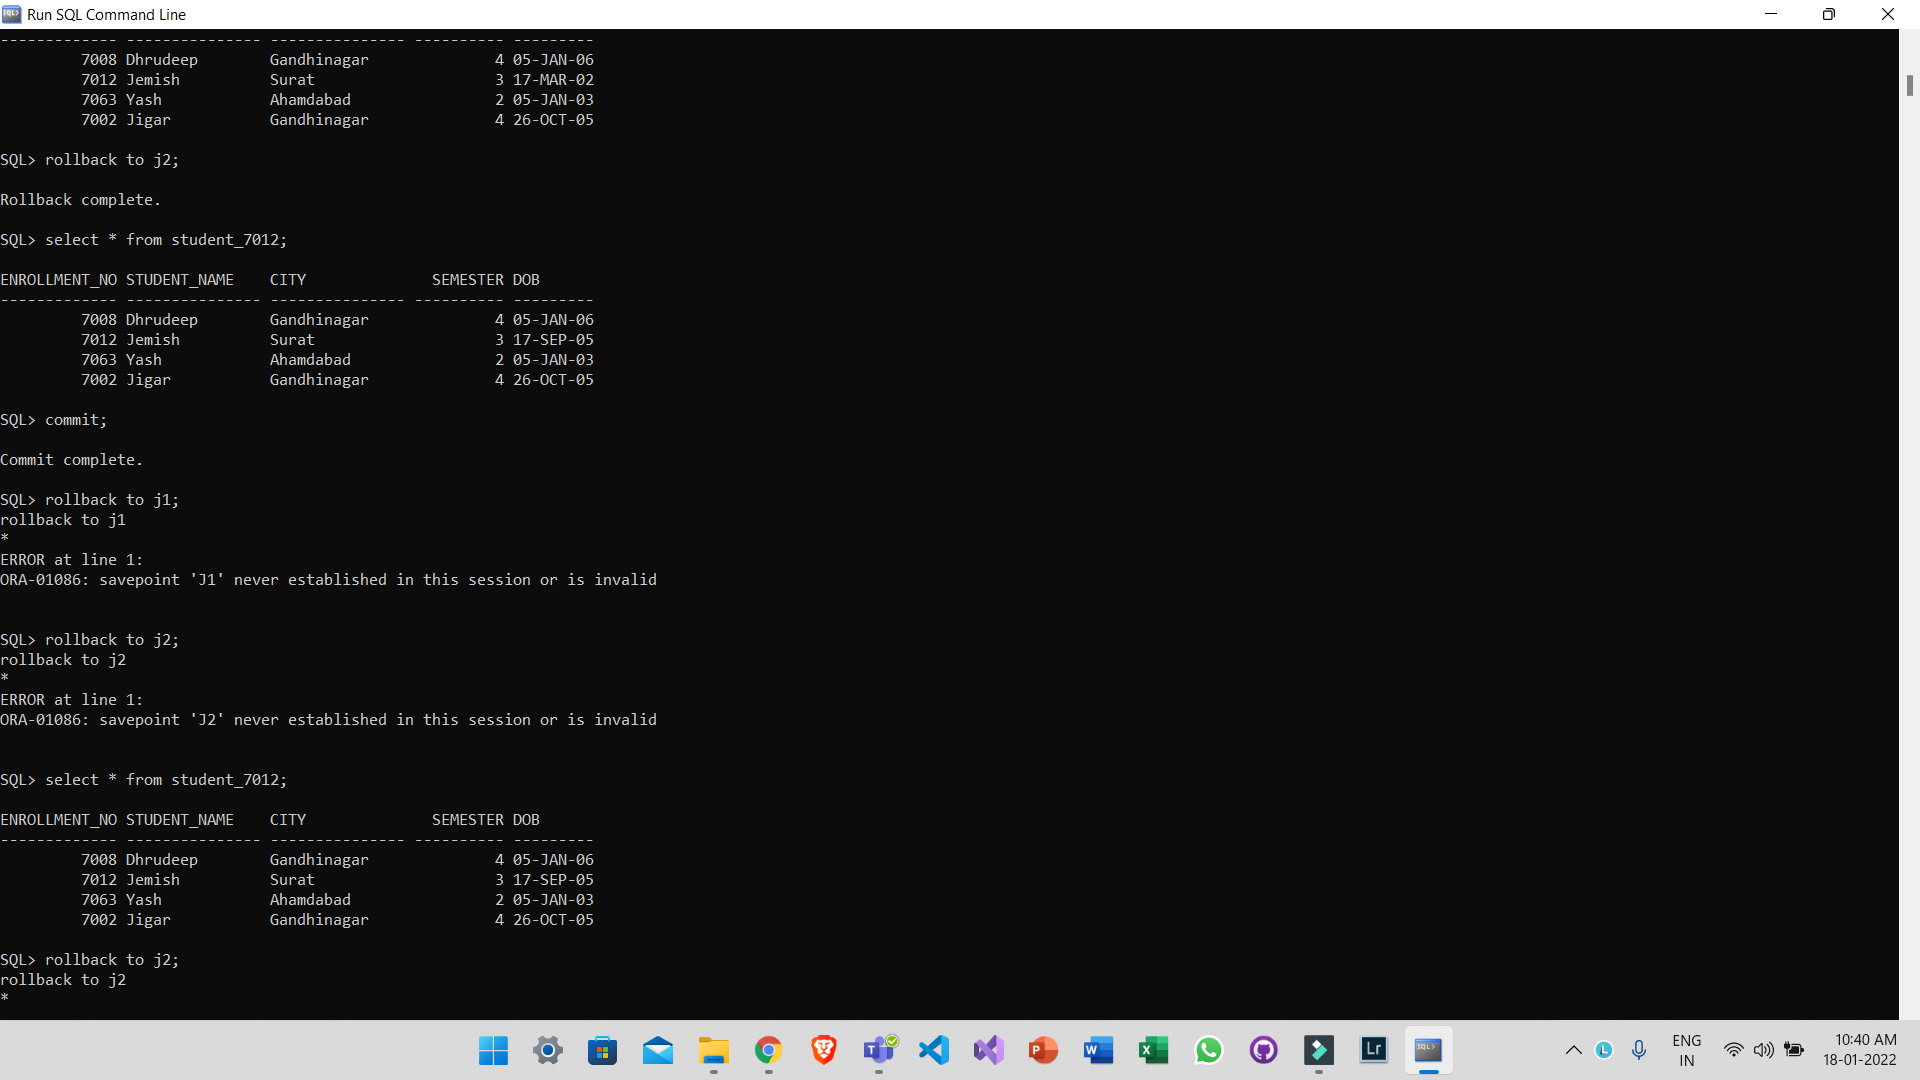 Run SQL Command Line
------------- --------------- --------------- ---------- ---------
         7008 Dhrudeep        Gandhinagar              4 05-JAN-06
         7012 Jemish          Surat                    3 17-MAR-02
         7063 Yash            Ahamdabad                2 05-JAN-03
         7002 Jigar           Gandhinagar              4 26-OCT-05
SQL> rollback to j2;
Rollback complete.
SQL> select * from student_7012;
ENROLLMENT_NO STUDENT_NAME    CITY              SEMESTER DOB
------------- --------------- --------------- ---------- ---------
         7008 Dhrudeep        Gandhinagar              4 05-JAN-06
         7012 Jemish          Surat                    3 17-SEP-05
         7063 Yash            Ahamdabad                2 05-JAN-03
         7002 Jigar           Gandhinagar              4 26-OCT-05
SQL> commit;
Commit complete.
SQL> rollback to j1;
rollback to j1
*
ERROR at line 1:
ORA-01086: savepoint 'J1' never established in this session or is invalid
SQL> rollback to j2;
rollback to j2
*
ERROR at line 1:
ORA-01086: savepoint 'J2' never established in this session or is invalid
SQL> select * from student_7012;
ENROLLMENT_NO STUDENT_NAME    CITY              SEMESTER DOB
------------- --------------- --------------- ---------- ---------
         7008 Dhrudeep        Gandhinagar              4 05-JAN-06
         7012 Jemish          Surat                    3 17-SEP-05
         7063 Yash            Ahamdabad                2 05-JAN-03
         7002 Jigar           Gandhinagar              4 26-OCT-05
SQL> rollback to j2;
rollback to j2
*
T
P
W
X
Lr
SQL>
L
ENG
IN
10:40 AM
18-01-2022